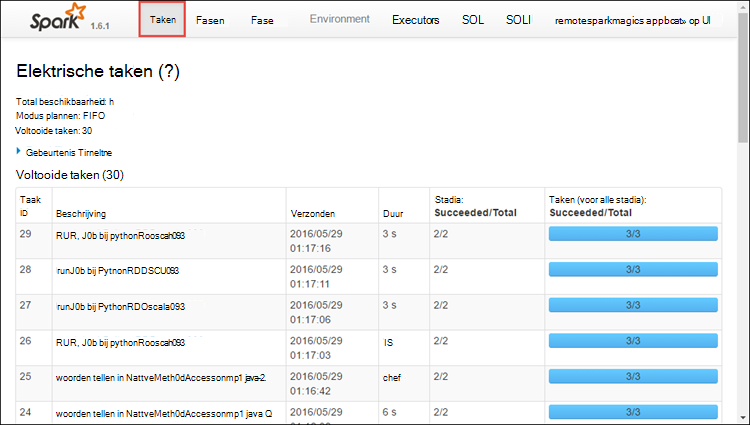 Spark 1.6.1 Taken Fasen Fase Environment Executors SOL SOLI remotesparkmagics appbcat» op UI
Elektrische taken (?)
Total beschikbaarheid: h
Modus plannen: FIFO
Voltooide taken: 30
Gebeurtenis Timeltre
Voltooide taken (30)
Taak ID Beschrijving Verzonden Duur Stadia: Succeeded/Total Taken (voor alle stadia): Succeeded/Total
29 RUR, J0b bij pythonRooscah093 2016/05/29 01:17:16 3 s 2/2 3/3
28 runJ0b bij PytnonRDDSCU093 2016/05/29 01:17:11 3 s 2/2 3/3
27 runJ0b bij PythonRDOscala093 2016/05/29 01:17:06 3 s 2/2 3/3
26 RUR, J0b bij pythonRooscah093 2016/05/29 01:17:03 IS 2/2 3/3
25 woorden tellen in NattveMeth0dAccessonmp1 java-2. 2016/05/29 01:16:42 chef 2/2 3/3
24 woorden tellen in NattveMeth0dAccessonmp1 java Q 2016/05/29 6 s 2/2 3/3